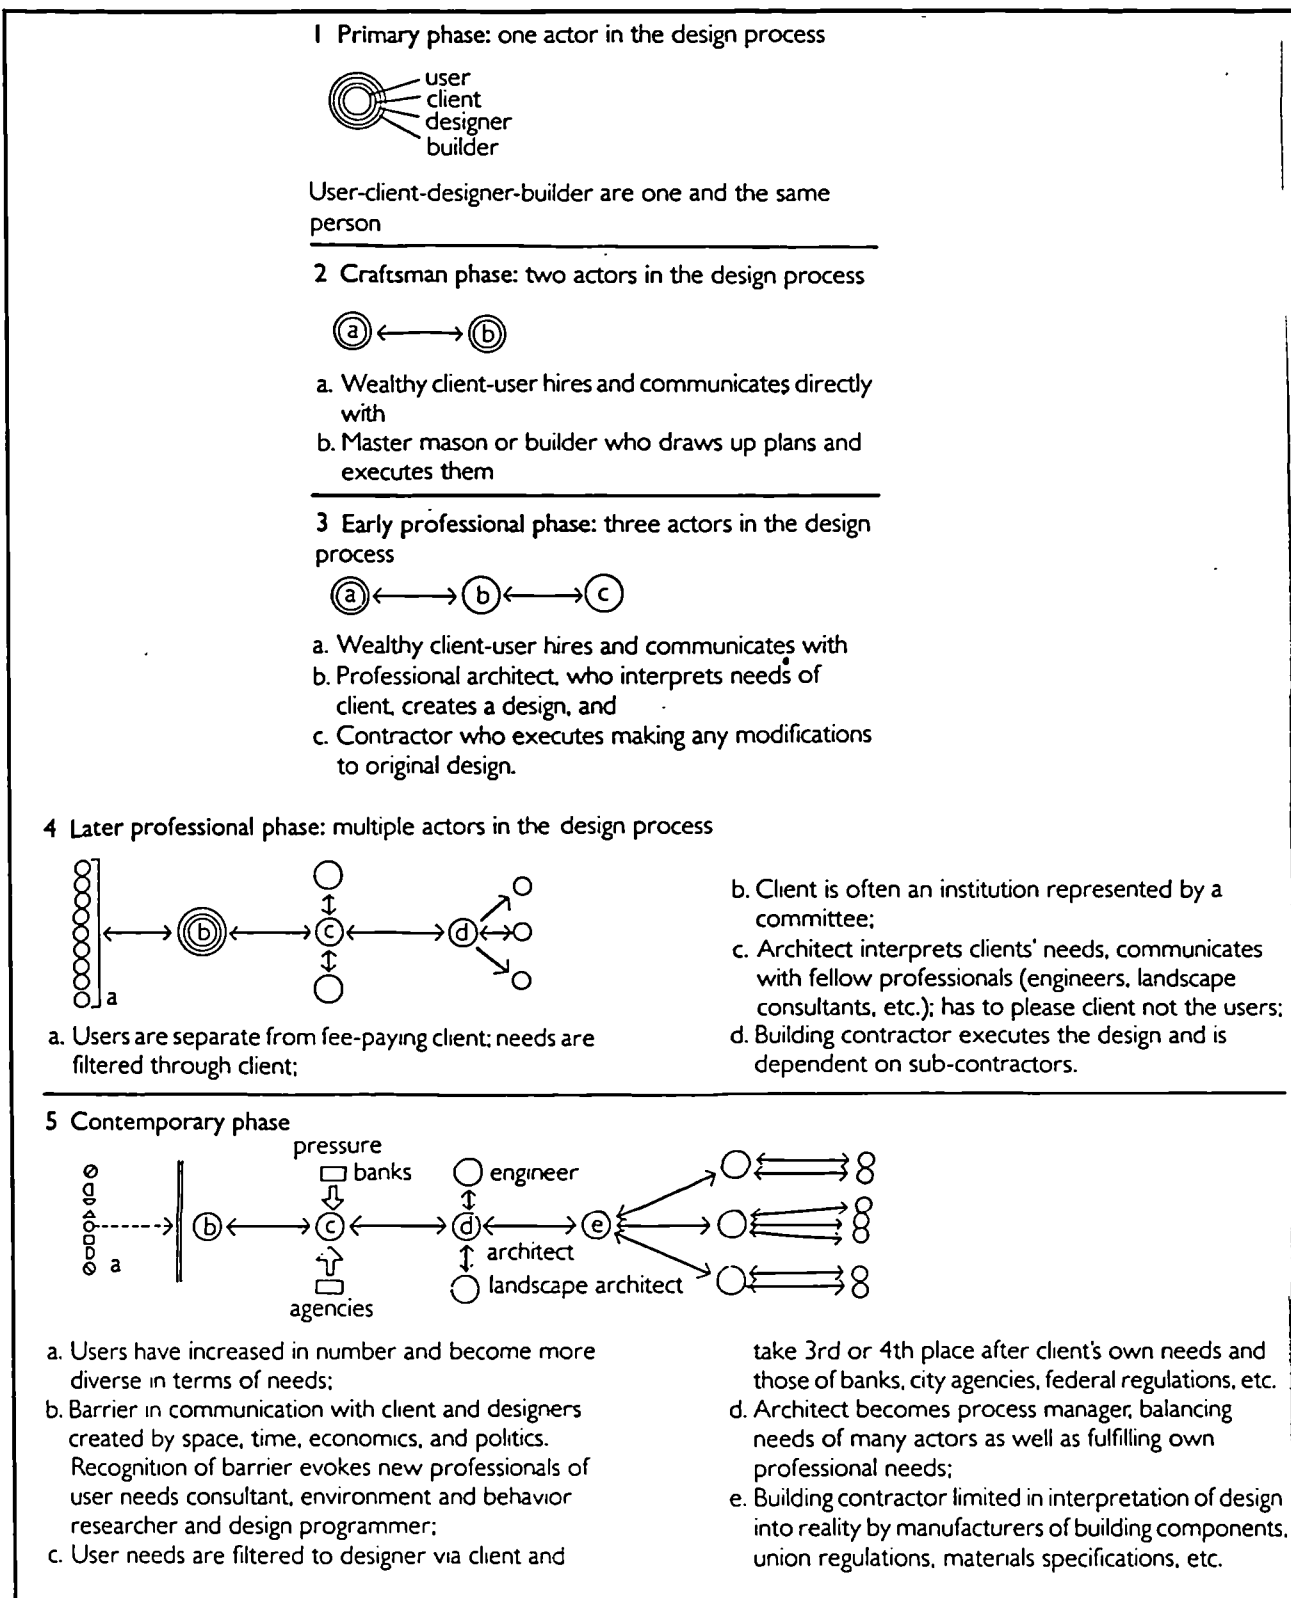 1 Primary phase: one actor in the design process
user
client
designer
builder
User-client-designer-builder are one and the same
person
2 Craftsman phase: two actors in the design process
a b
a. Wealthy client-user hires and communicates directly
with
b. Master mason or builder who draws up plans and
executes them
3 Early professional phase: three actors in the design
process
a b c
a. Wealthy client-user hires and communicates with
b. Professional architect, who interprets needs of
client, creates a design, and
c. Contractor who executes making any modifications
to original design.
4 Later professional phase: multiple actors in the design process
b c d
a
a. Users are separate from fee-paying client; needs are
filtered through client;
b. Client is often an institution represented by a
committee;
c. Architect interprets clients' needs, communicates
with fellow professionals (engineers, landscape
consultants, etc.); has to please client not the users;
d. Building contractor executes the design and is
dependent on sub-contractors.
5 Contemporary phase
pressure
banks engineer
b c d e
a architect
landscape architect
agencies
a. Users have increased in number and become more
diverse in terms of needs;
b. Barrier in communication with client and designers
created by space, time, economics, and politics.
Recognition of barrier evokes new professionals of
user needs consultant, environment and behavior
researcher and design programmer;
c. User needs are filtered to designer via client and
take 3rd or 4th place after client's own needs and
those of banks, city agencies, federal regulations, etc.
d. Architect becomes process manager, balancing
needs of many actors as well as fulfilling own
professional needs;
e. Building contractor limited in interpretation of design
into reality by manufacturers of building components,
union regulations, materials specifications, etc.